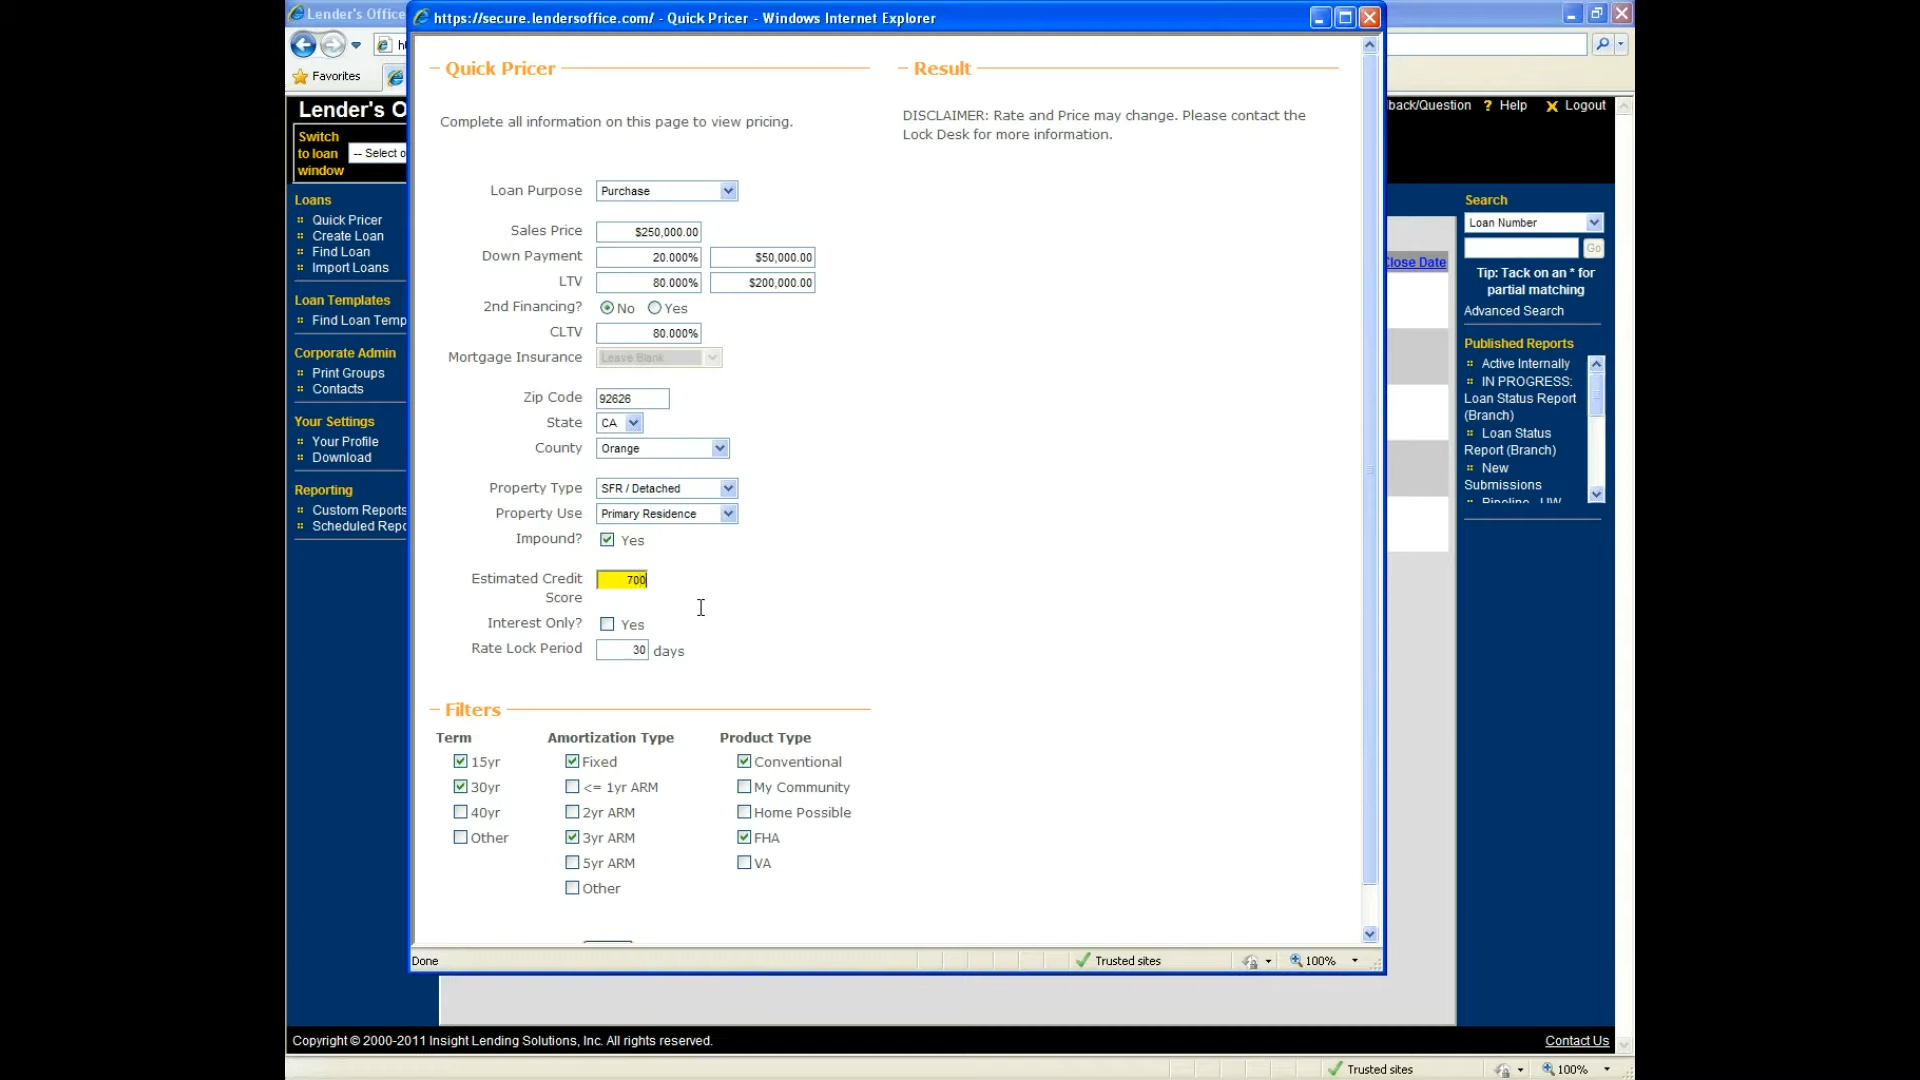 Lender's Office
https://secure.lendersoffice.com/ - Quick Pricer - Windows Internet Explorer
Favorites
Lender's O
Switch
to loan
window
-- Select o
back/Question ? Help X Logout
Loans
Quick Pricer
Create Loan
Find Loan
Import Loans
Loan Templates
Find Loan Temp
Corporate Admin
Print Groups
Contacts
Your Settings
Your Profile
Download
Reporting
Custom Reports
Scheduled Repo
Quick Pricer
Complete all information on this page to view pricing.
Loan Purpose Purchase
Sales Price $250,000.00
Down Payment 20.000% $50,000.00
LTV 80.000% $200,000.00
2nd Financing? No Yes
CLTV 80.000%
Mortgage Insurance Leave Blank
Zip Code 92626
State CA
County Orange
Property Type SFR / Detached
Property Use Primary Residence
Impound? Yes
Estimated Credit 700
Score
Interest Only? Yes
Rate Lock Period 30 days
Filters
Term Amortization Type Product Type
15yr Fixed Conventional
30yr <= 1yr ARM My Community
40yr 2yr ARM Home Possible
Other 3yr ARM FHA
5yr ARM VA
Other
Result
DISCLAIMER: Rate and Price may change. Please contact the
Lock Desk for more information.
Close Date
Search
Loan Number
Go
Tip: Tack on an * for
partial matching
Advanced Search
Published Reports
Active Internally
IN PROGRESS:
Loan Status Report
(Branch)
Loan Status
Report (Branch)
New
Submissions
Pipeline - UW
Done Trusted sites 100%
Copyright © 2000-2011 Insight Lending Solutions, Inc. All rights reserved. Contact Us
Trusted sites 100%